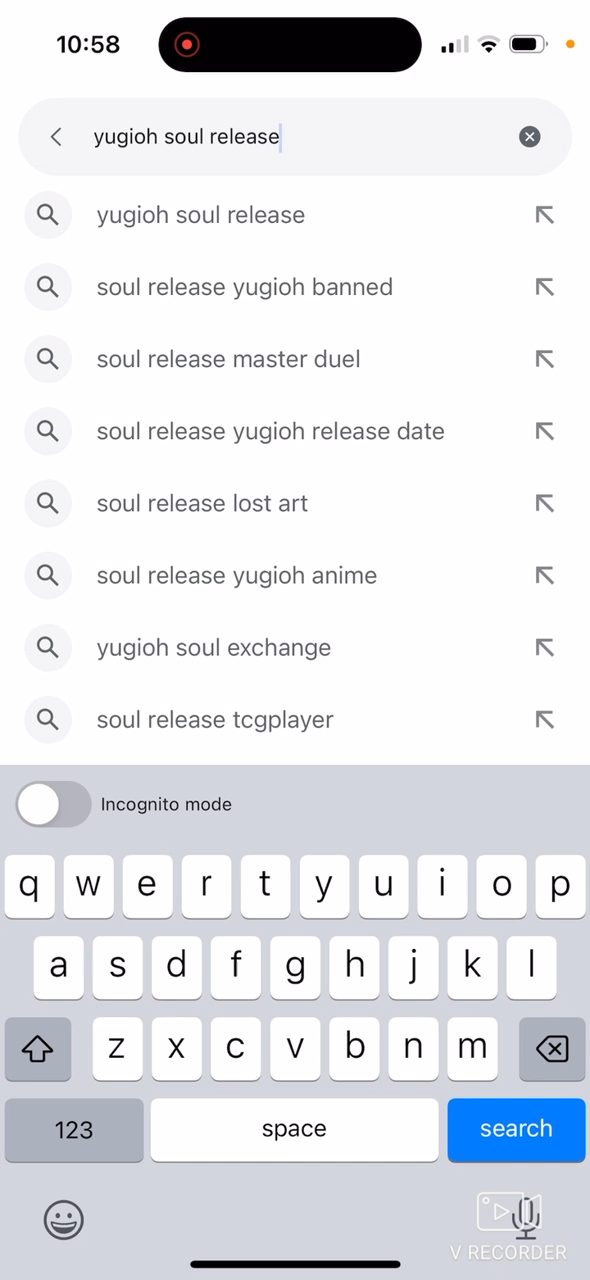 10:58
yugioh soul release
yugioh soul release
soul release yugioh banned
soul release master duel
soul release yugioh release date
soul release lost art
soul release yugioh anime
yugioh soul exchange
soul release tcgplayer
Incognito mode
q w e r t y u i o p
a s d f g h j k l
z x c v b n m
123 space search
V RECORDER